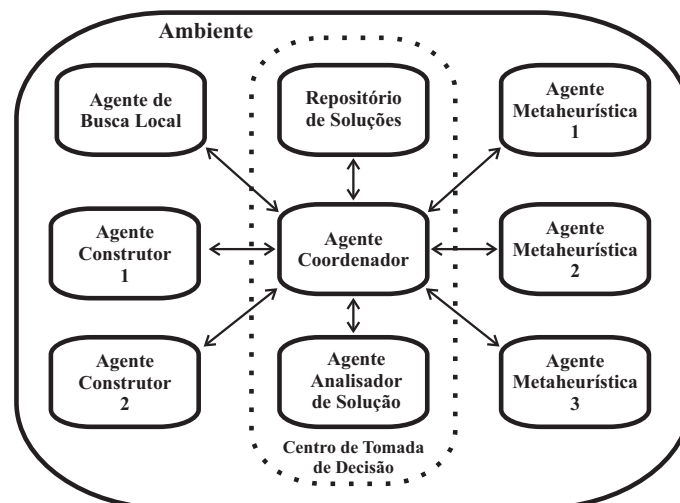 Ambiente
Agente de
Busca Local
Repositório
de Soluções
Agente
Metaheurística
1
Agente
Construtor
1
Agente
Coordenador
Agente
Metaheurística
2
Agente
Construtor
2
Agente
Analisador
de Solução
Agente
Metaheurística
3
Centro de Tomada
de Decisão